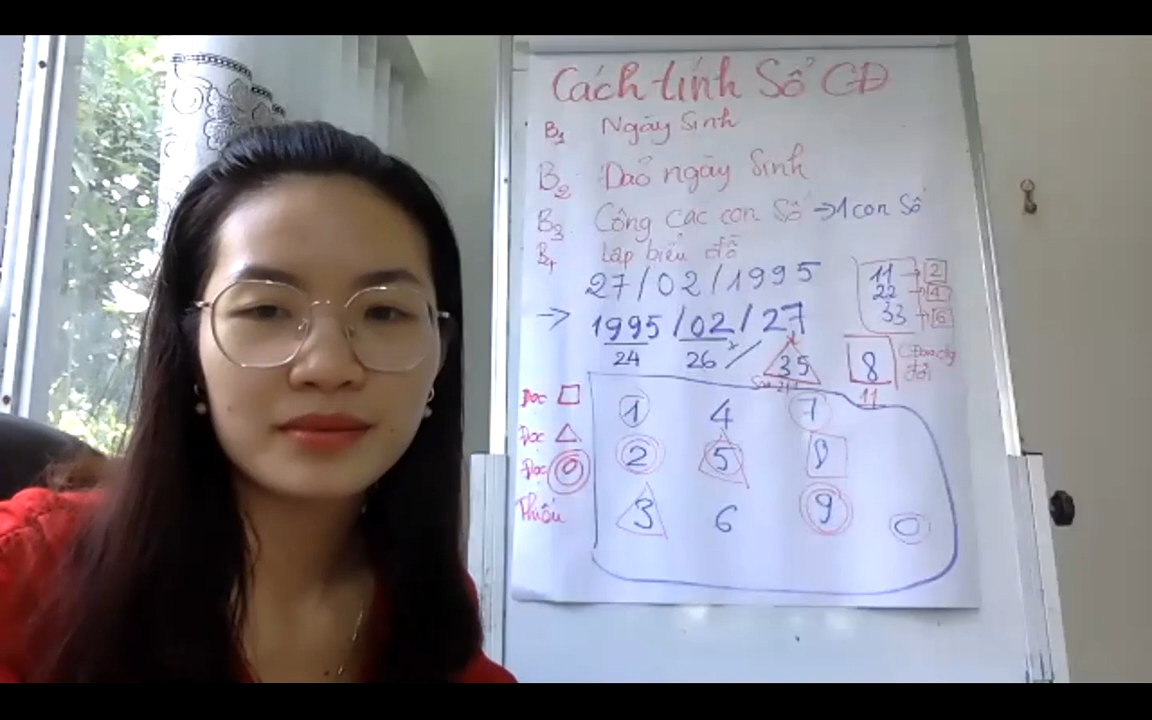 Cách tính Số CĐ
B1 Ngày Sinh
B2 Đảo ngày Sinh
B3 Cộng các con Số → 1 con Số
B4 Lập biểu đồ
27/02/1995
11 → 2
22 → 4
33 → 6
→ 1995/02/27
24 26 35 8
đổi
11
Đọc □ 1 4 7
Đọc △ 2 5 8
Đọc 3 6 9 0
Thiếu